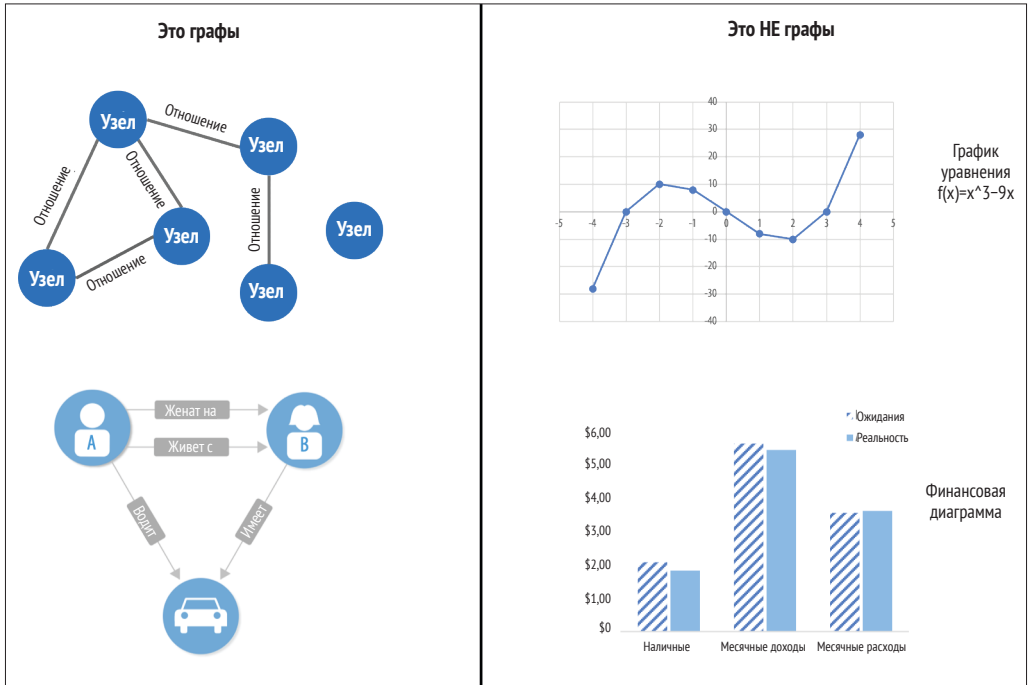 Это графы
Узел
Отношение
Узел
Отношение
Отношение
Отношение
Узел
Узел
Узел
Отношение
Узел
A
Женат на
Живет с
B
Водит
Имеет
Это НЕ графы
40
30
20
10
0
-10
-20
-30
-40
-5 -4 -3 -2 -1 0 1 2 3 4 5
График
уравнения
f(x)=x^3−9x
Ожидания
Реальность
$6,00
$5,00
$4,00
$3,00
$2,00
$1,00
$0
Наличные Месячные доходы Месячные расходы
Финансовая
диаграмма